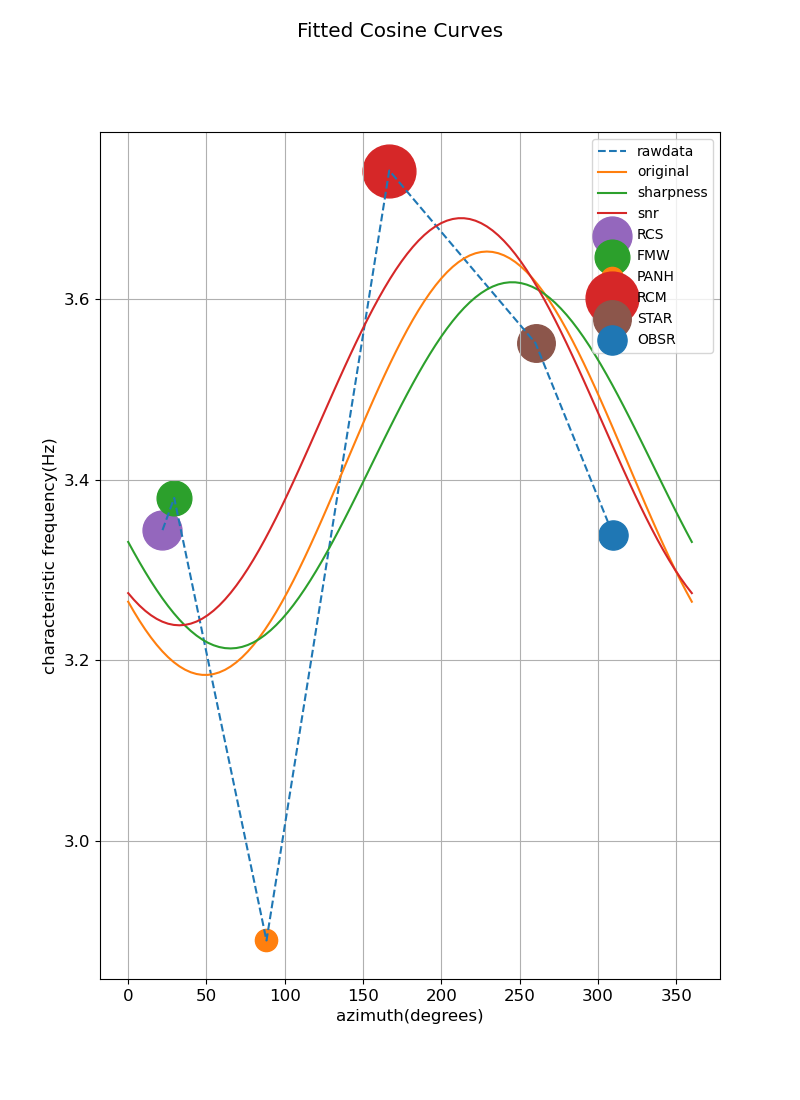 Fitted Cosine Curves
rawdata
original
sharpness
snr
RCS
FMW
PANH
RCM
STAR
OBSR
characteristic frequency(Hz)
3.6
3.4
3.2
3.0
0 50 100 150 200 250 300 350
azimuth(degrees)